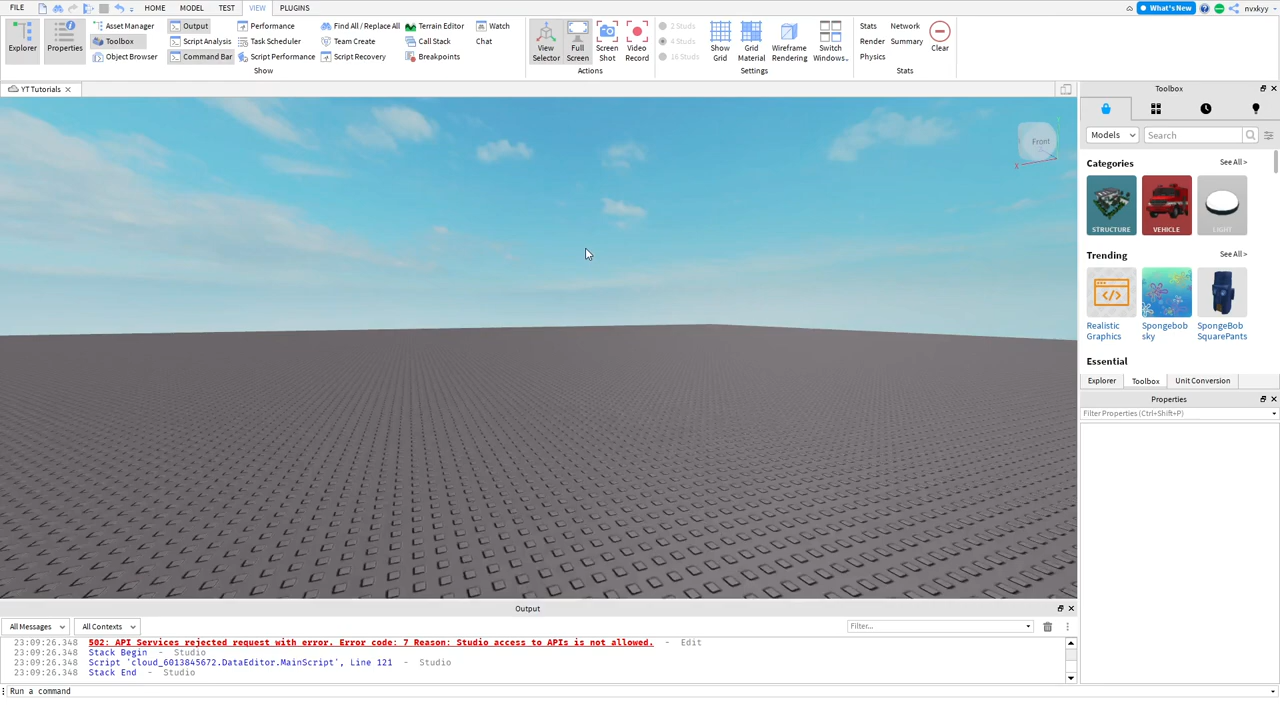 FILE HOME MODEL TEST VIEW PLUGINS What's New nvxkyy
Explorer Properties Asset Manager Output Performance Find All / Replace All Terrain Editor Watch
Toolbox Script Analysis Task Scheduler Team Create Call Stack Chat
Object Browser Command Bar Script Performance Script Recovery Breakpoints
Show
View Selector Full Screen Screen Shot Video Record
Actions
2 Studs
4 Studs
16 Studs
Show Grid Grid Material Wireframe Rendering Switch Windows
Settings
Stats Network
Render Summary
Physics
Clear
Stats
YT Tutorials
Front
X
Toolbox
Models Search
Categories See All >
STRUCTURE VEHICLE LIGHT
Trending See All >
Realistic Graphics
Spongebob sky
SpongeBob SquarePants
Essential
Explorer Toolbox Unit Conversion
Properties
Filter Properties (Ctrl+Shift+P)
Output
All Messages All Contexts Filter...
23:09:26.348 502: API Services rejected request with error. Error code: 7 Reason: Studio access to APIs is not allowed. - Edit
23:09:26.348 Stack Begin - Studio
23:09:26.348 Script 'cloud_6013845672.DataEditor.MainScript', Line 121 - Studio
23:09:26.348 Stack End - Studio
Run a command